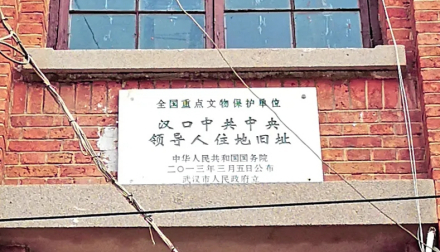 全国重点文物保护单位
汉口中共中央
领导人住地旧址
中华人民共和国国务院
二〇一三年三月五日公布
武汉市人民政府立